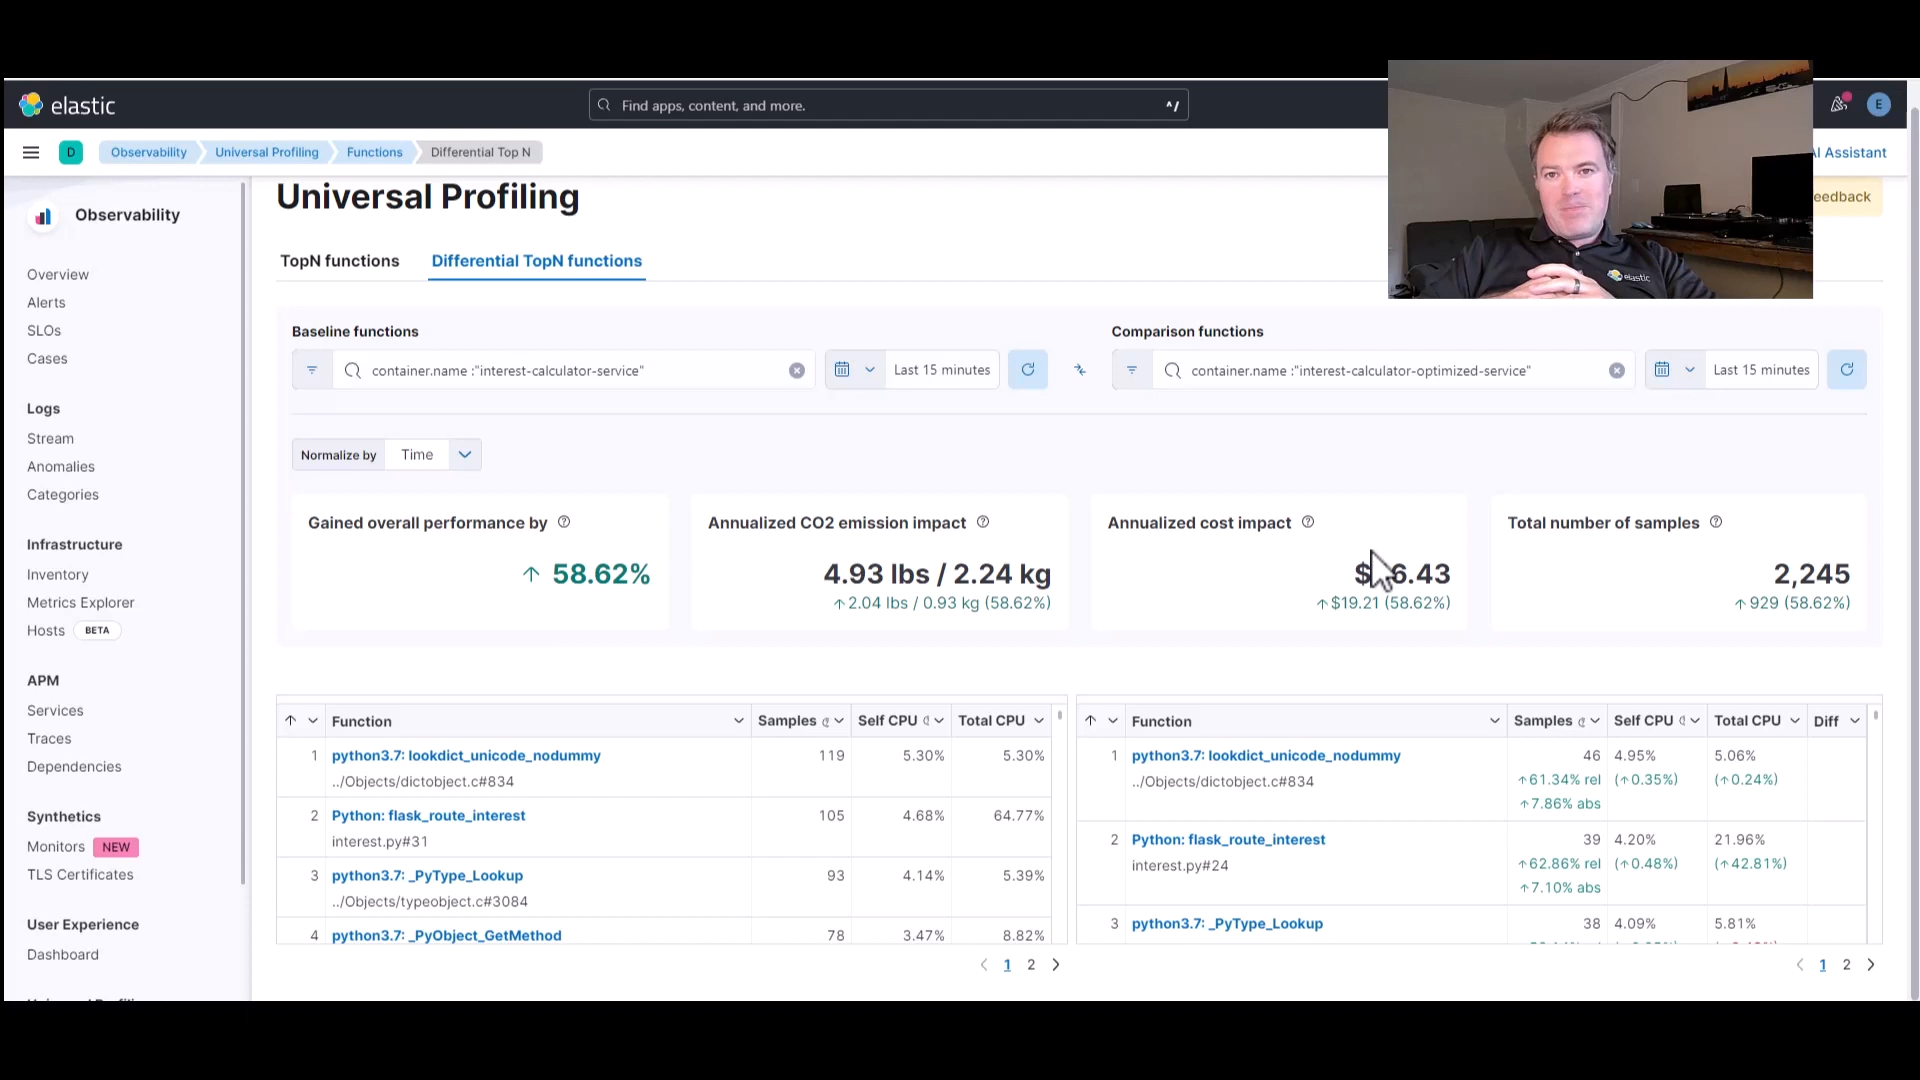 elastic
Find apps, content, and more.
^/
E
D
Observability
Universal Profiling
Functions
Differential Top N
AI Assistant
Observability
Universal Profiling
eedback
elastic
TopN functions
Differential TopN functions
Overview
Alerts
SLOs
Cases
Baseline functions
container.name :"interest-calculator-service"
Last 15 minutes
Comparison functions
container.name :"interest-calculator-optimized-service"
Last 15 minutes
Logs
Stream
Anomalies
Categories
Normalize by
Time
Gained overall performance by
58.62%
Annualized CO2 emission impact
4.93 lbs / 2.24 kg
↑2.04 lbs / 0.93 kg (58.62%)
Annualized cost impact
6.43
↑$19.21 (58.62%)
Total number of samples
2,245
↑929 (58.62%)
Infrastructure
Inventory
Metrics Explorer
Hosts BETA
APM
Services
Traces
Dependencies
Synthetics
Monitors NEW
TLS Certificates
User Experience
Dashboard
Function Samples Self CPU Total CPU
1 python3.7: lookdict_unicode_nodummy 119 5.30% 5.30%
../Objects/dictobject.c#834
2 Python: flask_route_interest 105 4.68% 64.77%
interest.py#31
3 python3.7: _PyType_Lookup 93 4.14% 5.39%
../Objects/typeobject.c#3084
4 python3.7: _PyObject_GetMethod 78 3.47% 8.82%
1 2
Function Samples Self CPU Total CPU Diff
1 python3.7: lookdict_unicode_nodummy 46 4.95% 5.06%
../Objects/dictobject.c#834 ↑61.34% rel (↑0.35%) (↑0.24%)
↑7.86% abs
2 Python: flask_route_interest 39 4.20% 21.96%
interest.py#24 ↑62.86% rel (↑0.48%) (↑42.81%)
↑7.10% abs
3 python3.7: _PyType_Lookup 38 4.09% 5.81%
1 2